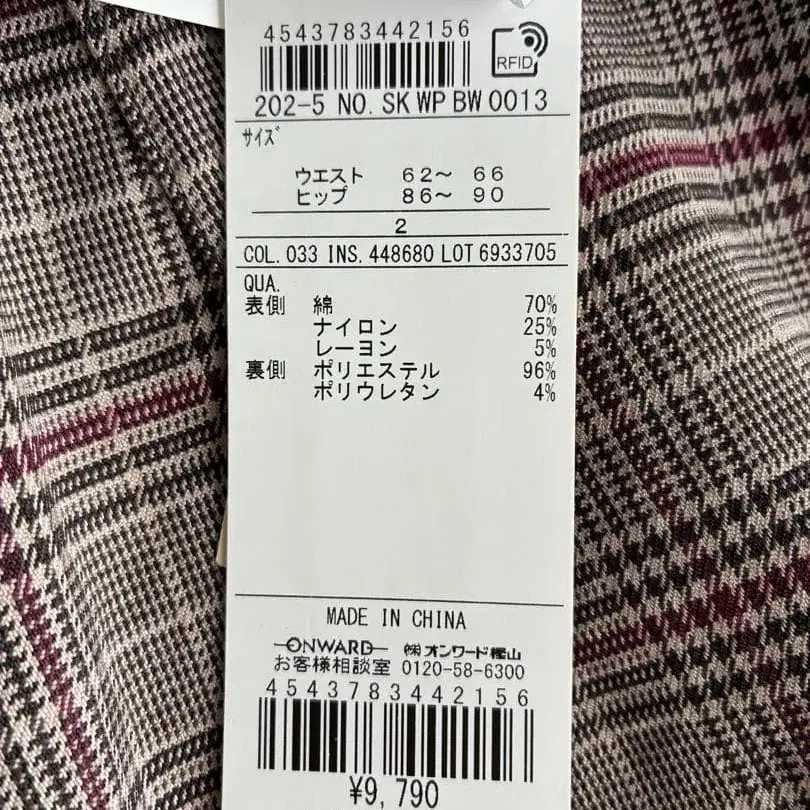 4543783442156
RFID
202-5 NO. SKWPBW0013
サイズ
ウエスト 62～ 66
ヒップ 86～ 90
2
COL. 033 INS. 448680 LOT 6933705
QUA.
表側 綿 70%
ナイロン 25%
レーヨン 5%
裏側 ポリエステル 96%
ポリウレタン 4%
MADE IN CHINA
ONWARD ㈱オンワード樫山
お客様相談室 0120-58-6300
4543783442156
¥9,790